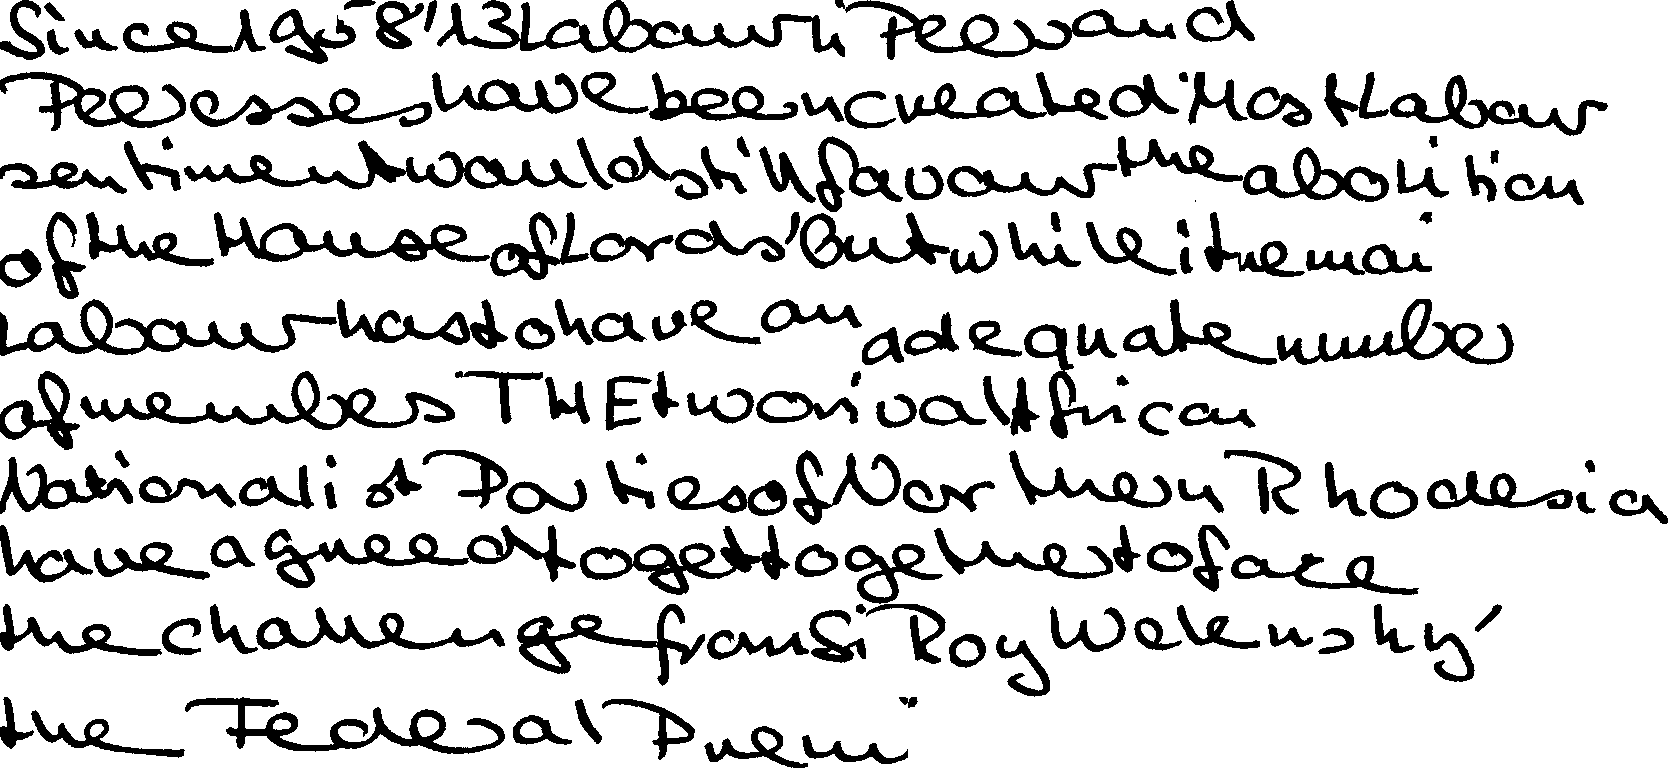 Since 1958, 13 Labour Peers and
Peeresses have been created. Most Labour
sentiment would still favour the abolition
of the House of Lords, but while it remai
Labour has to have an adequate numbe
of members. THE two rival African
Nationalist Parties of Northern Rhodesia
have agreed to get together to face
the challenge from Sir Roy Welensky,
the Federal Premi